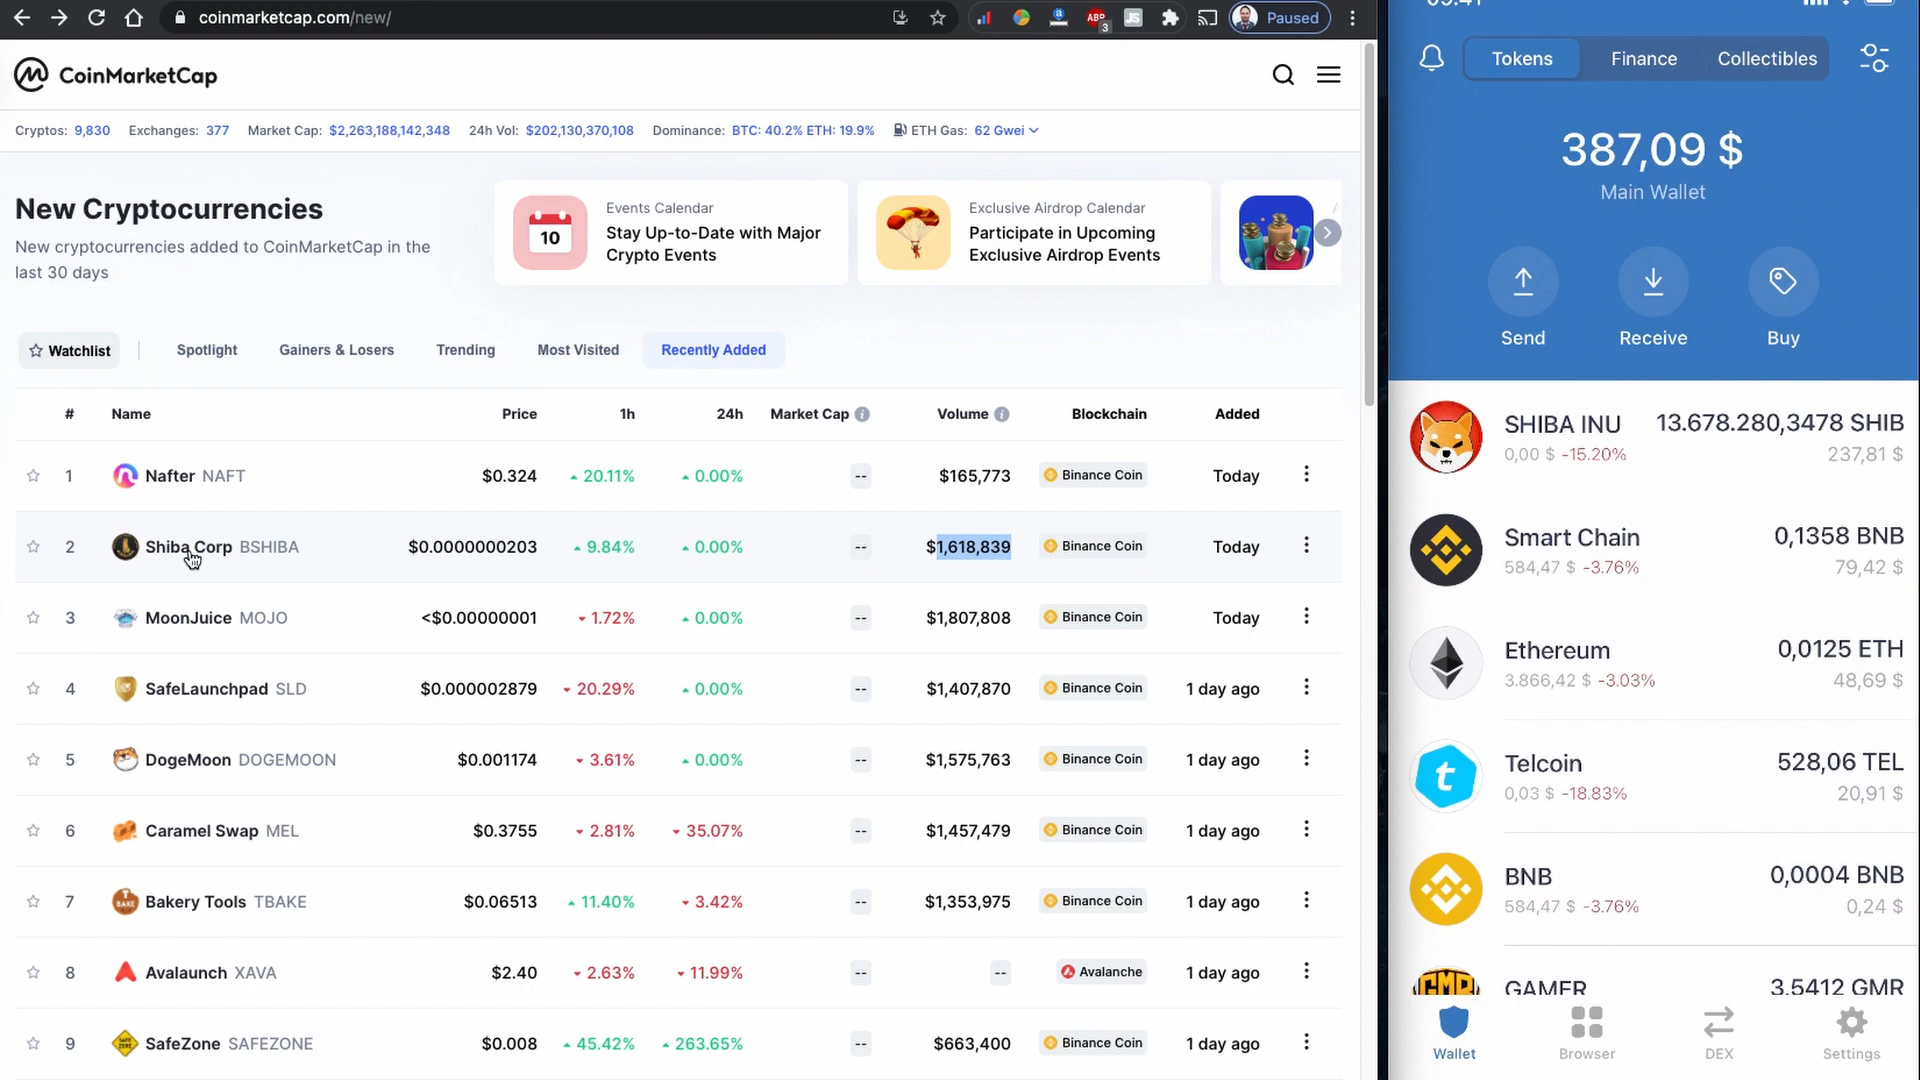 coinmarketcap.com/new/
ABP
3
JS
Paused
CoinMarketCap
Cryptos: 9,830 Exchanges: 377 Market Cap: $2,263,188,142,348 24h Vol: $202,130,370,108 Dominance: BTC: 40.2% ETH: 19.9% ETH Gas: 62 Gwei
New Cryptocurrencies
New cryptocurrencies added to CoinMarketCap in the
last 30 days
10
Events Calendar
Stay Up-to-Date with Major
Crypto Events
Exclusive Airdrop Calendar
Participate in Upcoming
Exclusive Airdrop Events
Watchlist Spotlight Gainers & Losers Trending Most Visited Recently Added
# Name Price 1h 24h Market Cap Volume Blockchain Added
1 Nafter NAFT $0.324 20.11% 0.00% -- $165,773 Binance Coin Today
2 Shiba Corp BSHIBA $0.0000000203 9.84% 0.00% -- $1,618,839 Binance Coin Today
3 MoonJuice MOJO <$0.00000001 1.72% 0.00% -- $1,807,808 Binance Coin Today
4 SafeLaunchpad SLD $0.000002879 20.29% 0.00% -- $1,407,870 Binance Coin 1 day ago
5 DogeMoon DOGEMOON $0.001174 3.61% 0.00% -- $1,575,763 Binance Coin 1 day ago
6 Caramel Swap MEL $0.3755 2.81% 35.07% -- $1,457,479 Binance Coin 1 day ago
7 Bakery Tools TBAKE $0.06513 11.40% 3.42% -- $1,353,975 Binance Coin 1 day ago
8 Avalaunch XAVA $2.40 2.63% 11.99% -- -- Avalanche 1 day ago
9 SafeZone SAFEZONE $0.008 45.42% 263.65% -- $663,400 Binance Coin 1 day ago
Tokens Finance Collectibles
387,09 $
Main Wallet
Send Receive Buy
SHIBA INU 13.678.280,3478 SHIB
0,00 $ -15.20% 237,81 $
Smart Chain 0,1358 BNB
584,47 $ -3.76% 79,42 $
Ethereum 0,0125 ETH
3.866,42 $ -3.03% 48,69 $
Telcoin 528,06 TEL
0,03 $ -18.83% 20,91 $
BNB 0,0004 BNB
584,47 $ -3.76% 0,24 $
GAMER 3.5412 GMR
Wallet Browser DEX Settings